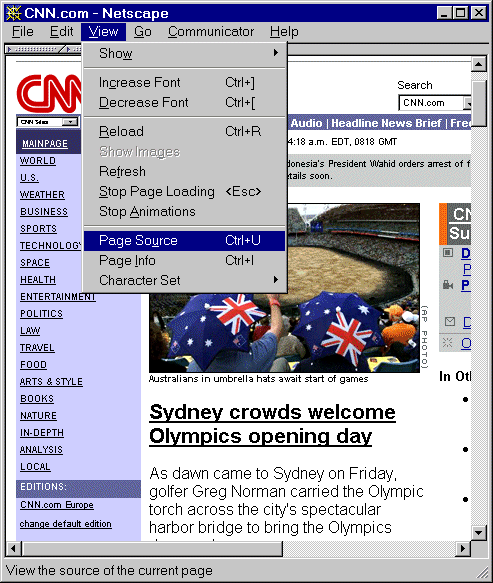 CNN.com - Netscape
File Edit View Go Communicator Help
Show
Increase Font Ctrl+]
Decrease Font Ctrl+[
Reload Ctrl+R
Show Images
Refresh
Stop Page Loading <Esc>
Stop Animations
Page Source Ctrl+U
Page Info Ctrl+I
Character Set
CNN
CNN Sites
Search
CNN.com
Audio | Headline News Brief | Free
4:18 a.m. EDT, 0818 GMT
donesia's President Wahid orders arrest of f
tails soon.
MAINPAGE
WORLD
U.S.
WEATHER
BUSINESS
SPORTS
TECHNOLOGY
SPACE
HEALTH
ENTERTAINMENT
POLITICS
LAW
TRAVEL
FOOD
ARTS & STYLE
BOOKS
NATURE
IN-DEPTH
ANALYSIS
LOCAL
EDITIONS:
CNN.com Europe
change default edition
(AP PHOTO)
Australians in umbrella hats await start of games
Sydney crowds welcome
Olympics opening day
As dawn came to Sydney on Friday,
golfer Greg Norman carried the Olympic
torch across the city's spectacular
harbor bridge to bring the Olympics
CN
Su
D
P
P
D
O
In Oth
View the source of the current page